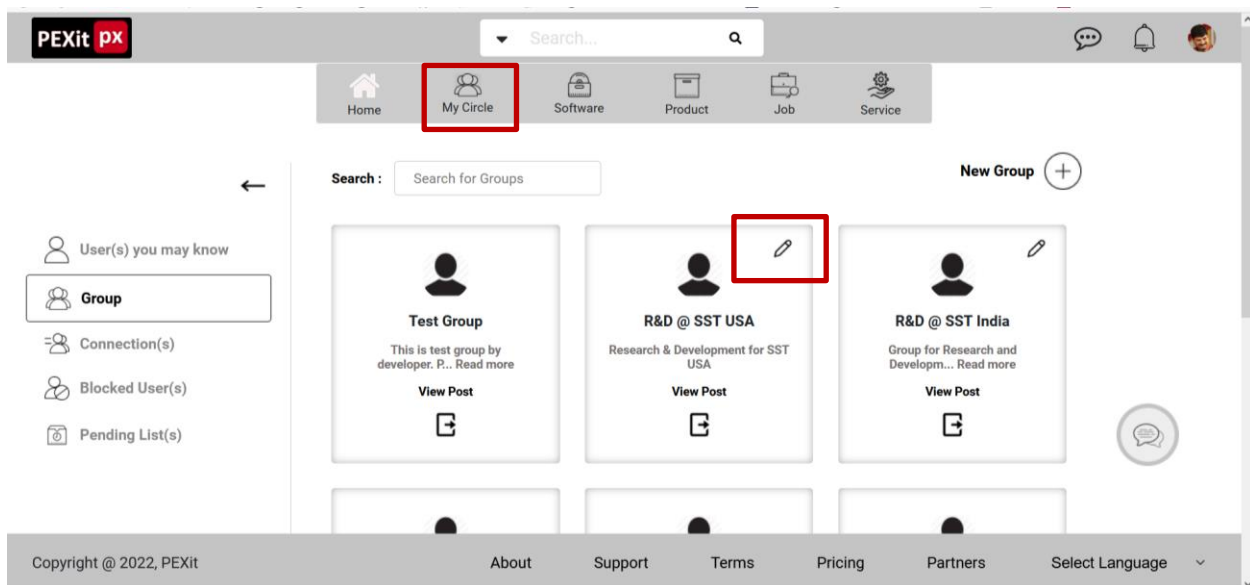 PEXit px
Search...
Home
My Circle
Software
Product
Job
Service
Search :
Search for Groups
New Group
User(s) you may know
Group
Connection(s)
Blocked User(s)
Pending List(s)
Test Group
This is test group by
developer. P... Read more
View Post
R&D @ SST USA
Research & Development for SST
USA
View Post
R&D @ SST India
Group for Research and
Developm... Read more
View Post
Copyright @ 2022, PEXit
About
Support
Terms
Pricing
Partners
Select Language